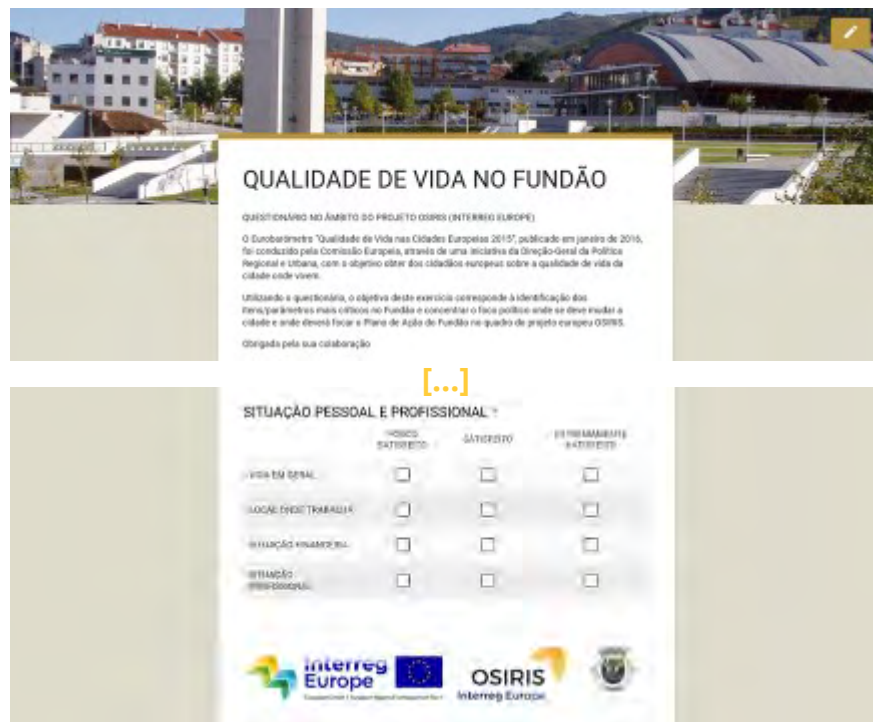 QUALIDADE DE VIDA NO FUNDÃO
QUESTIONÁRIO NO ÂMBITO DO PROJETO OSIRIS (INTERREG EUROPE)
O Eurobarómetro "Qualidade de Vida nas Cidades Europeias 2015", publicado em janeiro de 2016,
foi conduzido pela Comissão Europeia, através de uma iniciativa da Direção-Geral da Política
Regional e Urbana, com o objetivo obter dos cidadãos europeus sobre a qualidade de vida da
cidade onde vivem.
Utilizando o questionário, o objetivo deste exercício corresponde à identificação dos
itens/parâmetros mais críticos no Fundão e concentrar o foco político onde se deve mudar a
cidade e onde deverá focar o Plano de Ação do Fundão no quadro de projeto europeu OSIRIS.
Obrigada pela sua colaboração
[...]
SITUAÇÃO PESSOAL E PROFISSIONAL *
POUCO SATISFEITO
SATISFEITO
EXTREMAMENTE SATISFEITO
VIDA EM GERAL
LOCAL ONDE TRABALHA
SITUAÇÃO FINANCEIRA
SITUAÇÃO
PROFISSIONAL
Interreg
Europe
OSIRIS
Interreg Europe